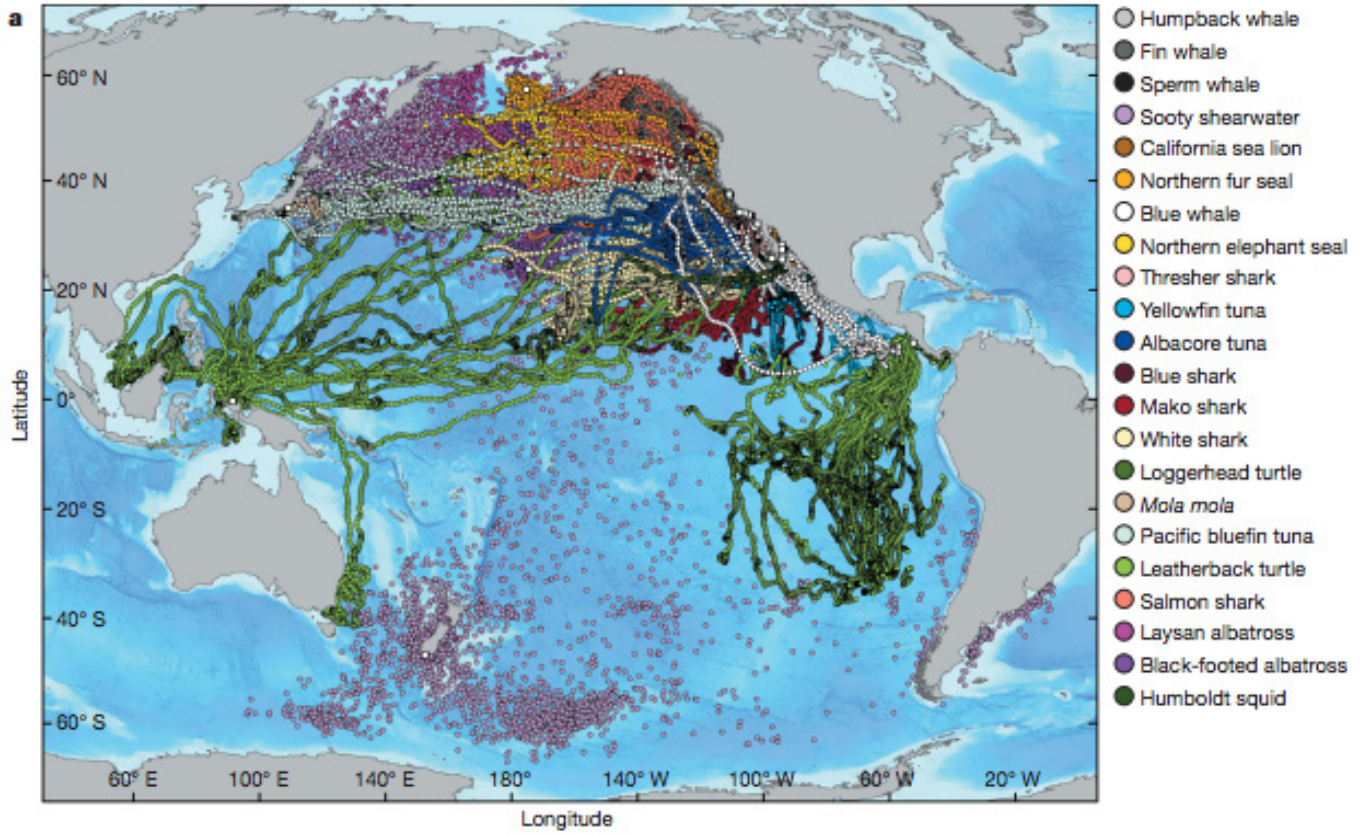 a
Humpback whale
Fin whale
Sperm whale
Sooty shearwater
California sea lion
Northern fur seal
Blue whale
Northern elephant seal
Thresher shark
Yellowfin tuna
Albacore tuna
Blue shark
Mako shark
White shark
Loggerhead turtle
Mola mola
Pacific bluefin tuna
Leatherback turtle
Salmon shark
Laysan albatross
Black-footed albatross
Humboldt squid
Latitude
60° N
40° N
20° N
0°
20° S
40° S
60° S
60° E
100° E
140° E
180°
140° W
100° W
60° W
20° W
Longitude